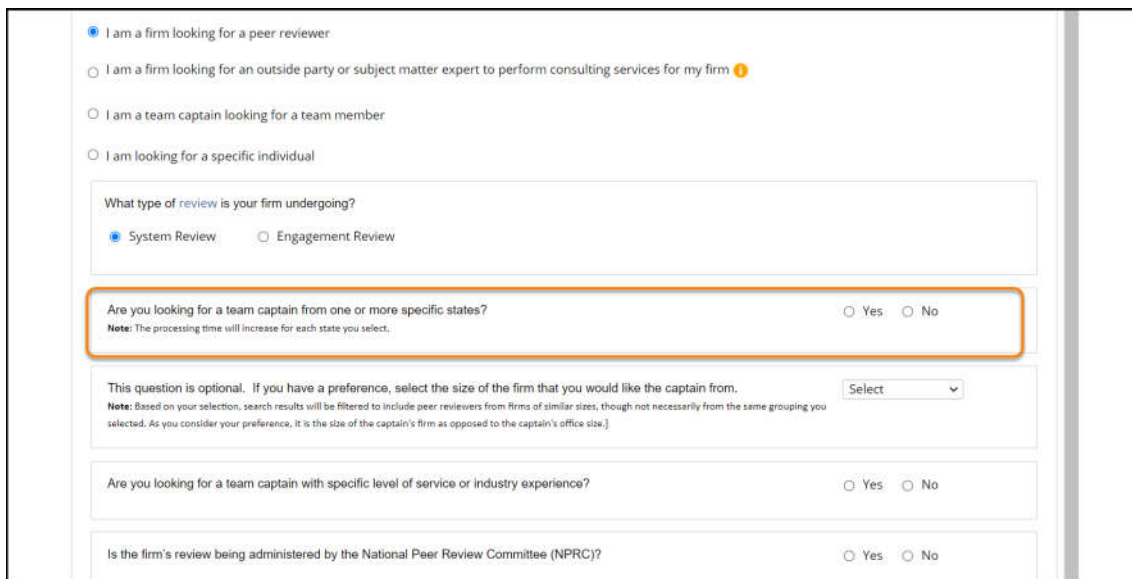 I am a firm looking for a peer reviewer
I am a firm looking for an outside party or subject matter expert to perform consulting services for my firm
I am a team captain looking for a team member
I am looking for a specific individual
What type of review is your firm undergoing?
System Review Engagement Review
Are you looking for a team captain from one or more specific states? Yes No
Note: The processing time will increase for each state you select.
This question is optional. If you have a preference, select the size of the firm that you would like the captain from. Select
Note: Based on your selection, search results will be filtered to include peer reviewers from firms of similar sizes, though not necessarily from the same grouping you
selected. As you consider your preference, it is the size of the captain's firm as opposed to the captain's office size.]
Are you looking for a team captain with specific level of service or industry experience? Yes No
Is the firm's review being administered by the National Peer Review Committee (NPRC)? Yes No